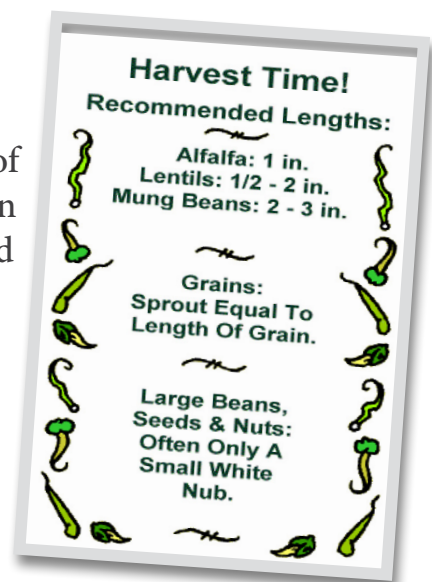 of
n
d
Harvest Time!
Recommended Lengths:
Alfalfa: 1 in.
Lentils: 1/2 - 2 in.
Mung Beans: 2 - 3 in.
Grains:
Sprout Equal To
Length Of Grain.
Large Beans,
Seeds & Nuts:
Often Only A
Small White
Nub.